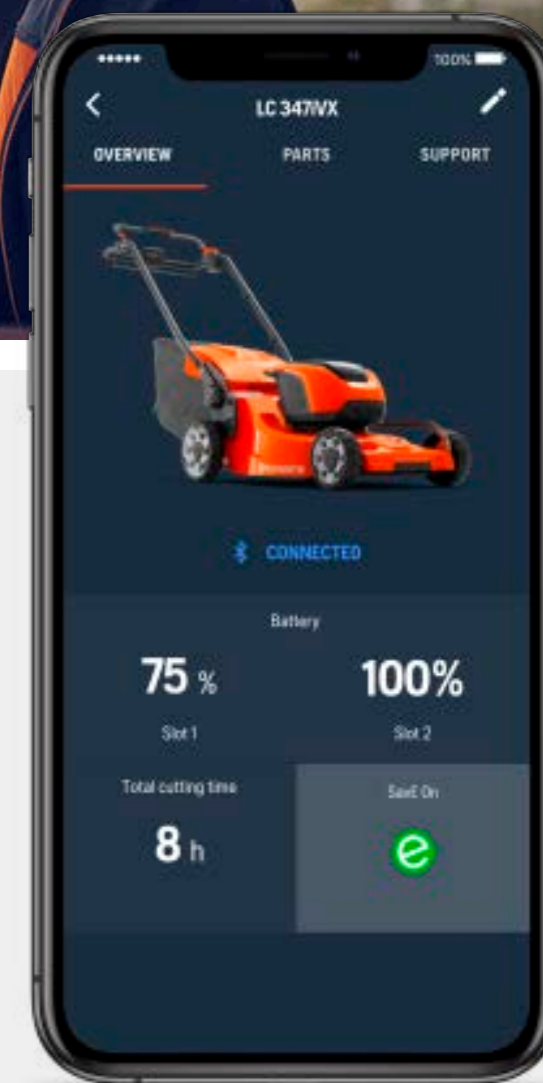 100%
LC 347iVX
OVERVIEW PARTS SUPPORT
CONNECTED
Battery
75 % 100%
Slot 1 Slot 2
Total cutting time SavE On
8 h
e